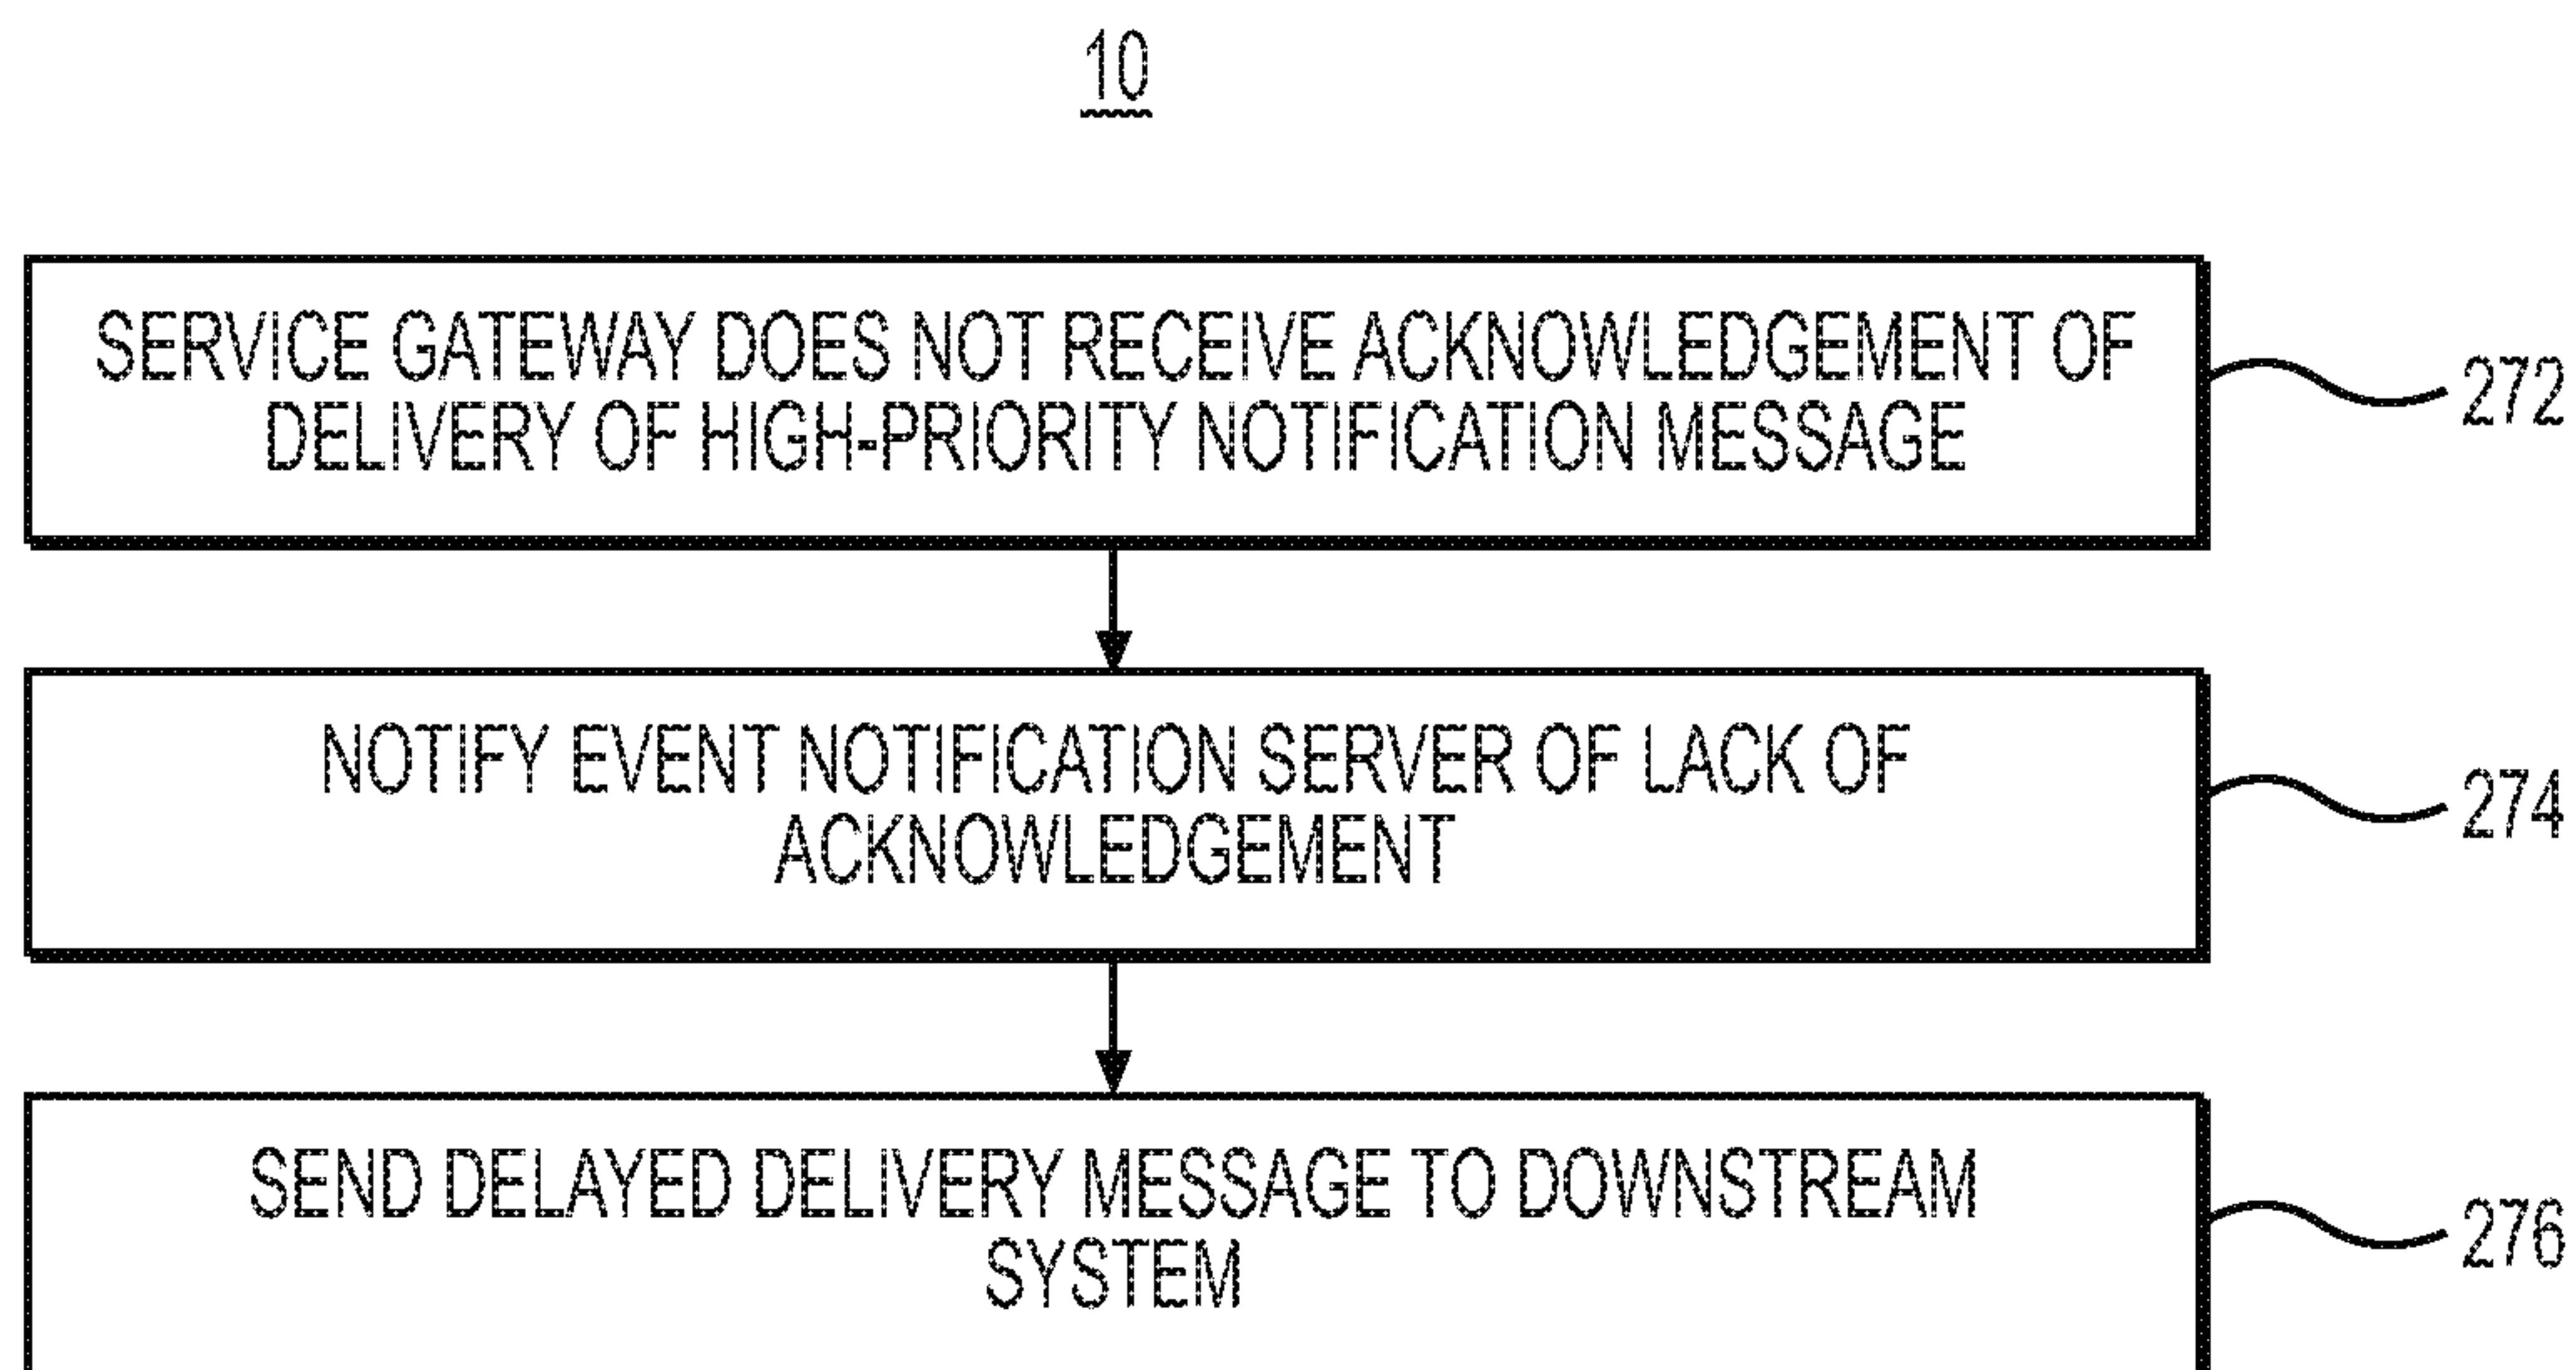 10
SERVICE GATEWAY DOES NOT RECEIVE ACKNOWLEDGEMENT OF
DELIVERY OF HIGH-PRIORITY NOTIFICATION MESSAGE
272
NOTIFY EVENT NOTIFICATION SERVER OF LACK OF
ACKNOWLEDGEMENT
274
SEND DELAYED DELIVERY MESSAGE TO DOWNSTREAM
SYSTEM
276